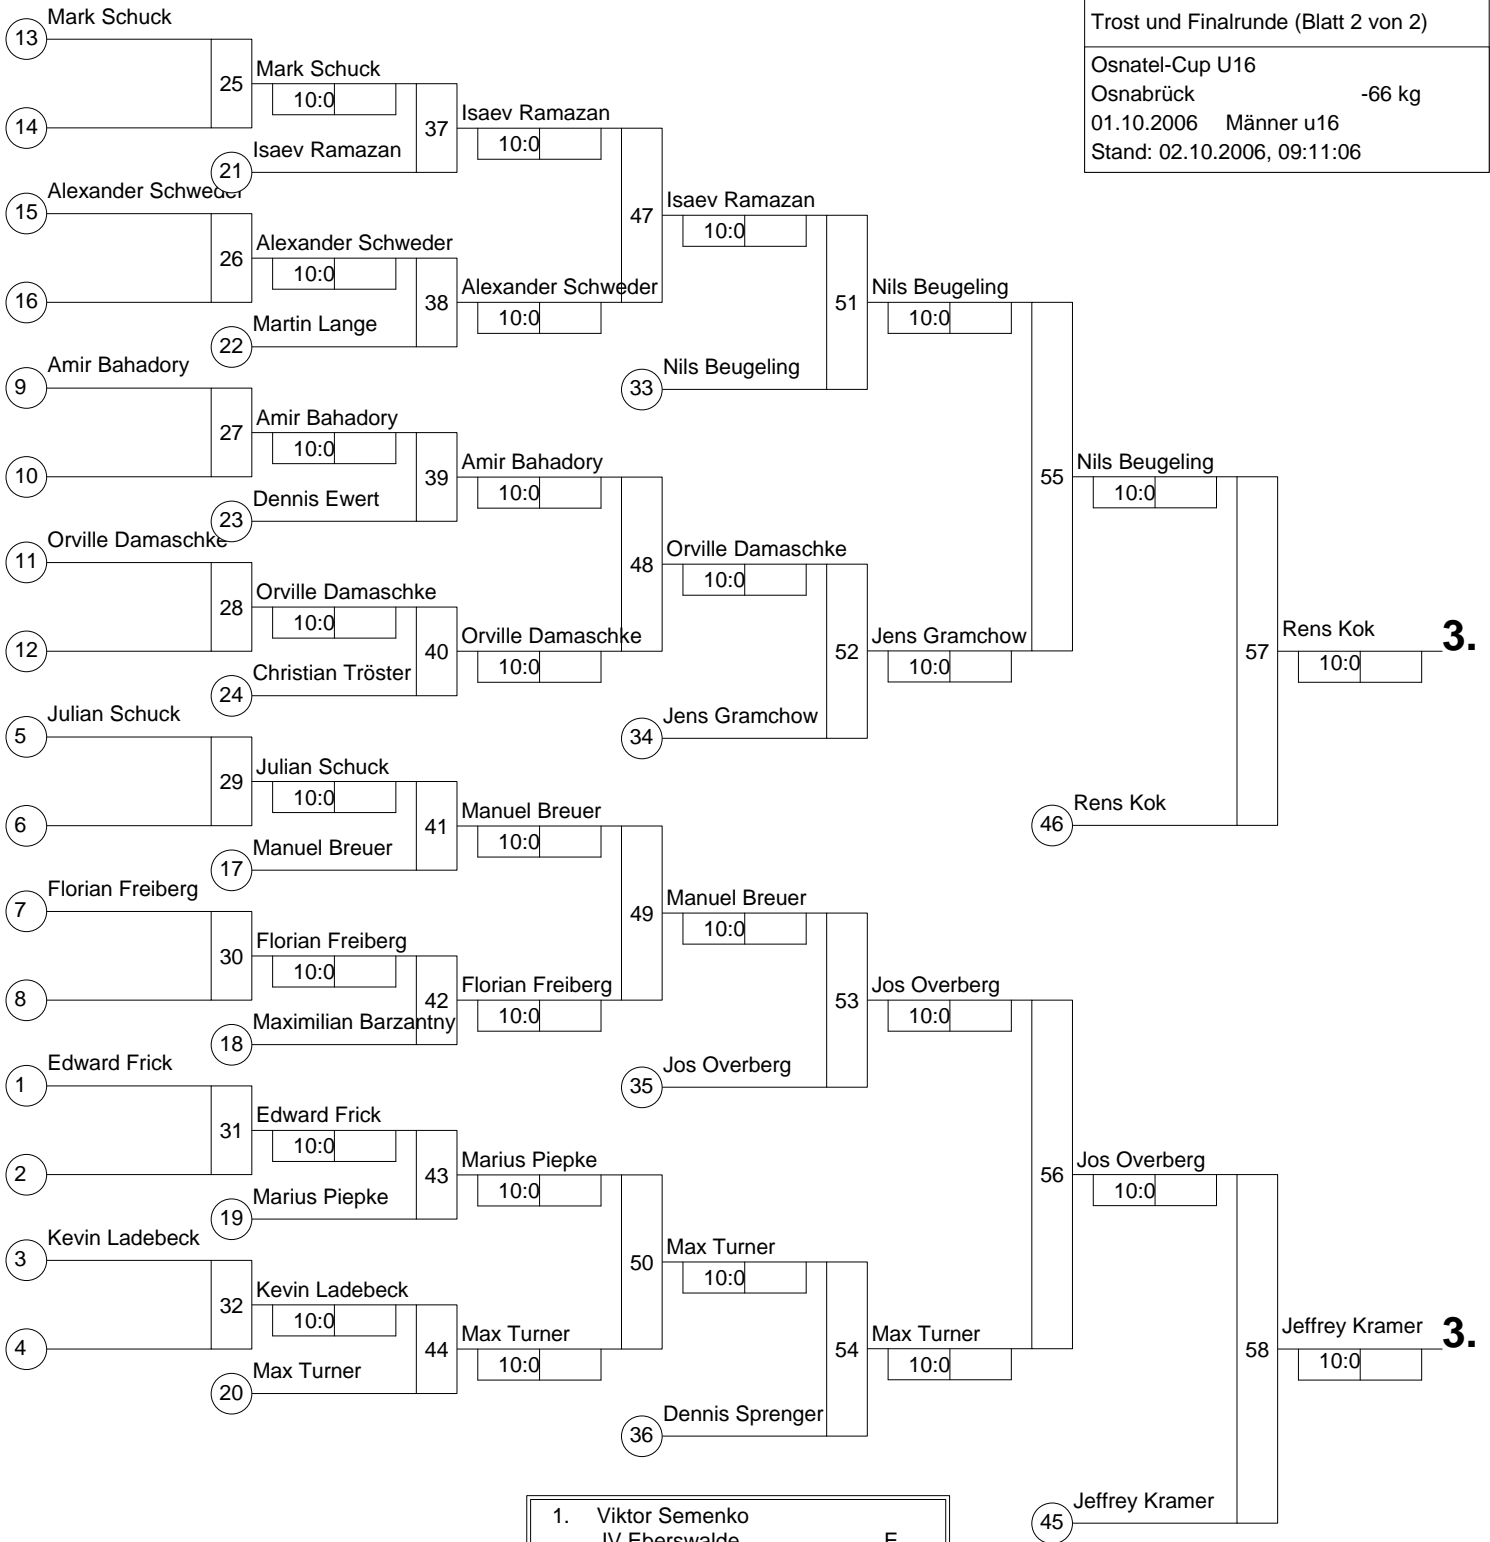 Trost und Finalrunde (Blatt 2 von 2)
Osnatel-Cup U16
Osnabrück -66 kg
01.10.2006 Männer u16
Stand: 02.10.2006, 09:11:06
Mark Schuck
13
25
Mark Schuck
10:0
14
37
Isaev Ramazan
10:0
Isaev Ramazan
21
Alexander Schweder
15
47
Isaev Ramazan
10:0
26
Alexander Schweder
10:0
16
38
Alexander Schweder
10:0
Martin Lange
22
51
Nils Beugeling
10:0
Amir Bahadory
9
Nils Beugeling
33
27
Amir Bahadory
10:0
10
39
Amir Bahadory
10:0
Dennis Ewert
23
55
Nils Beugeling
10:0
Orville Damaschke
11
48
Orville Damaschke
10:0
28
Orville Damaschke
10:0
12
40
Orville Damaschke
10:0
Christian Tröster
24
52
Jens Gramchow
10:0
57
Rens Kok
10:0
3.
Julian Schuck
5
Jens Gramchow
34
29
Julian Schuck
10:0
6
41
Manuel Breuer
10:0
Manuel Breuer
17
Rens Kok
46
Florian Freiberg
7
49
Manuel Breuer
10:0
30
Florian Freiberg
10:0
8
42
Florian Freiberg
10:0
Maximilian Barzantny
18
53
Jos Overberg
10:0
Edward Frick
1
Jos Overberg
35
31
Edward Frick
10:0
2
43
Marius Piepke
10:0
Marius Piepke
19
56
Jos Overberg
10:0
Kevin Ladebeck
3
50
Max Turner
10:0
32
Kevin Ladebeck
10:0
4
44
Max Turner
10:0
Max Turner
20
54
Max Turner
10:0
58
Jeffrey Kramer
10:0
3.
Dennis Sprenger
36
Jeffrey Kramer
45
1. Viktor Semenko
JV Eberswalde E